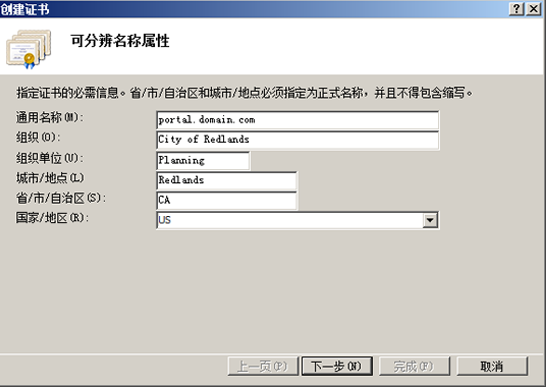 创建证书
可分辨名称属性
指定证书的必需信息。省/市/自治区和城市/地点必须指定为正式名称，并且不得包含缩写。
通用名称(M): portal.domain.com
组织(O): City of Redlands
组织单位(U): Planning
城市/地点(L) Redlands
省/市/自治区(S): CA
国家/地区(R): US
上一页(P) 下一步(N) 完成(F) 取消